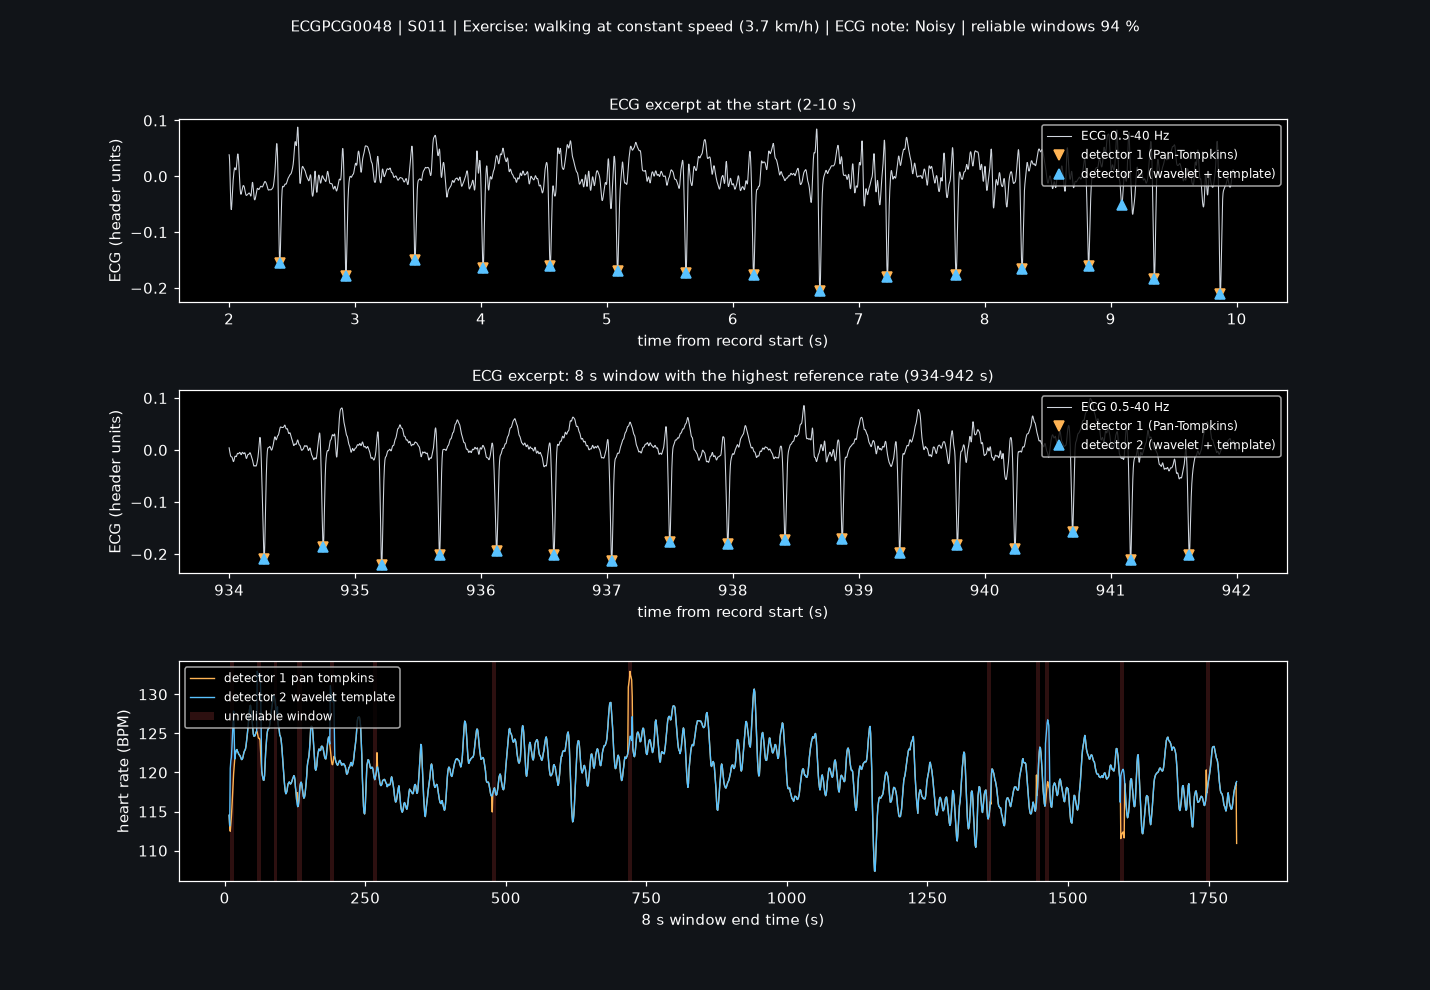 ECGPCG0048 | S011 | Exercise: walking at constant speed (3.7 km/h) | ECG note: Noisy | reliable windows 94 %
ECG excerpt at the start (2-10 s)
ECG (header units)
0.1
0.0
−0.1
−0.2
ECG 0.5-40 Hz
detector 1 (Pan-Tompkins)
detector 2 (wavelet + template)
2 3 4 5 6 7 8 9 10
time from record start (s)
ECG excerpt: 8 s window with the highest reference rate (934-942 s)
ECG (header units)
0.1
0.0
−0.1
−0.2
ECG 0.5-40 Hz
detector 1 (Pan-Tompkins)
detector 2 (wavelet + template)
934 935 936 937 938 939 940 941 942
time from record start (s)
heart rate (BPM)
130
125
120
115
110
detector 1 pan tompkins
detector 2 wavelet template
unreliable window
0 250 500 750 1000 1250 1500 1750
8 s window end time (s)